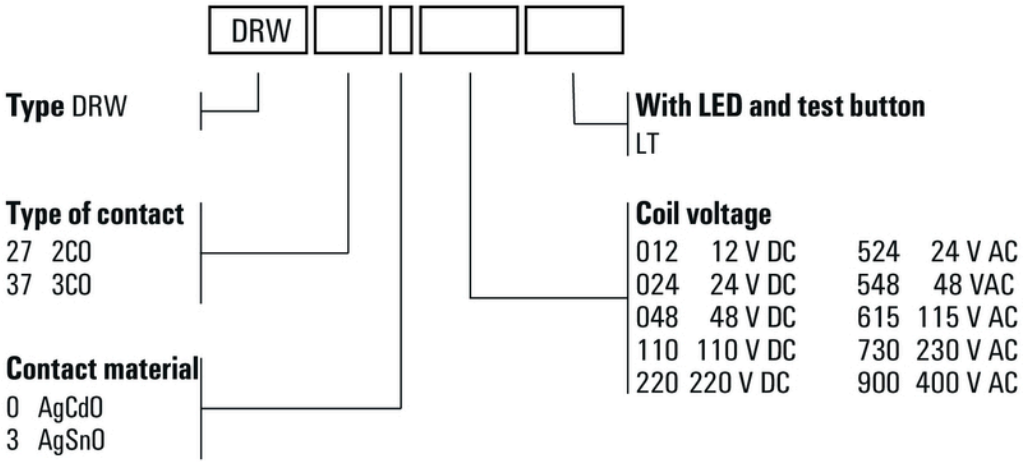 DRW
Type DRW
With LED and test button
LT
Type of contact
27 2CO
37 3CO
Coil voltage
012 12 V DC 524 24 V AC
024 24 V DC 548 48 VAC
048 48 V DC 615 115 V AC
110 110 V DC 730 230 V AC
220 220 V DC 900 400 V AC
Contact material
0 AgCdO
3 AgSnO